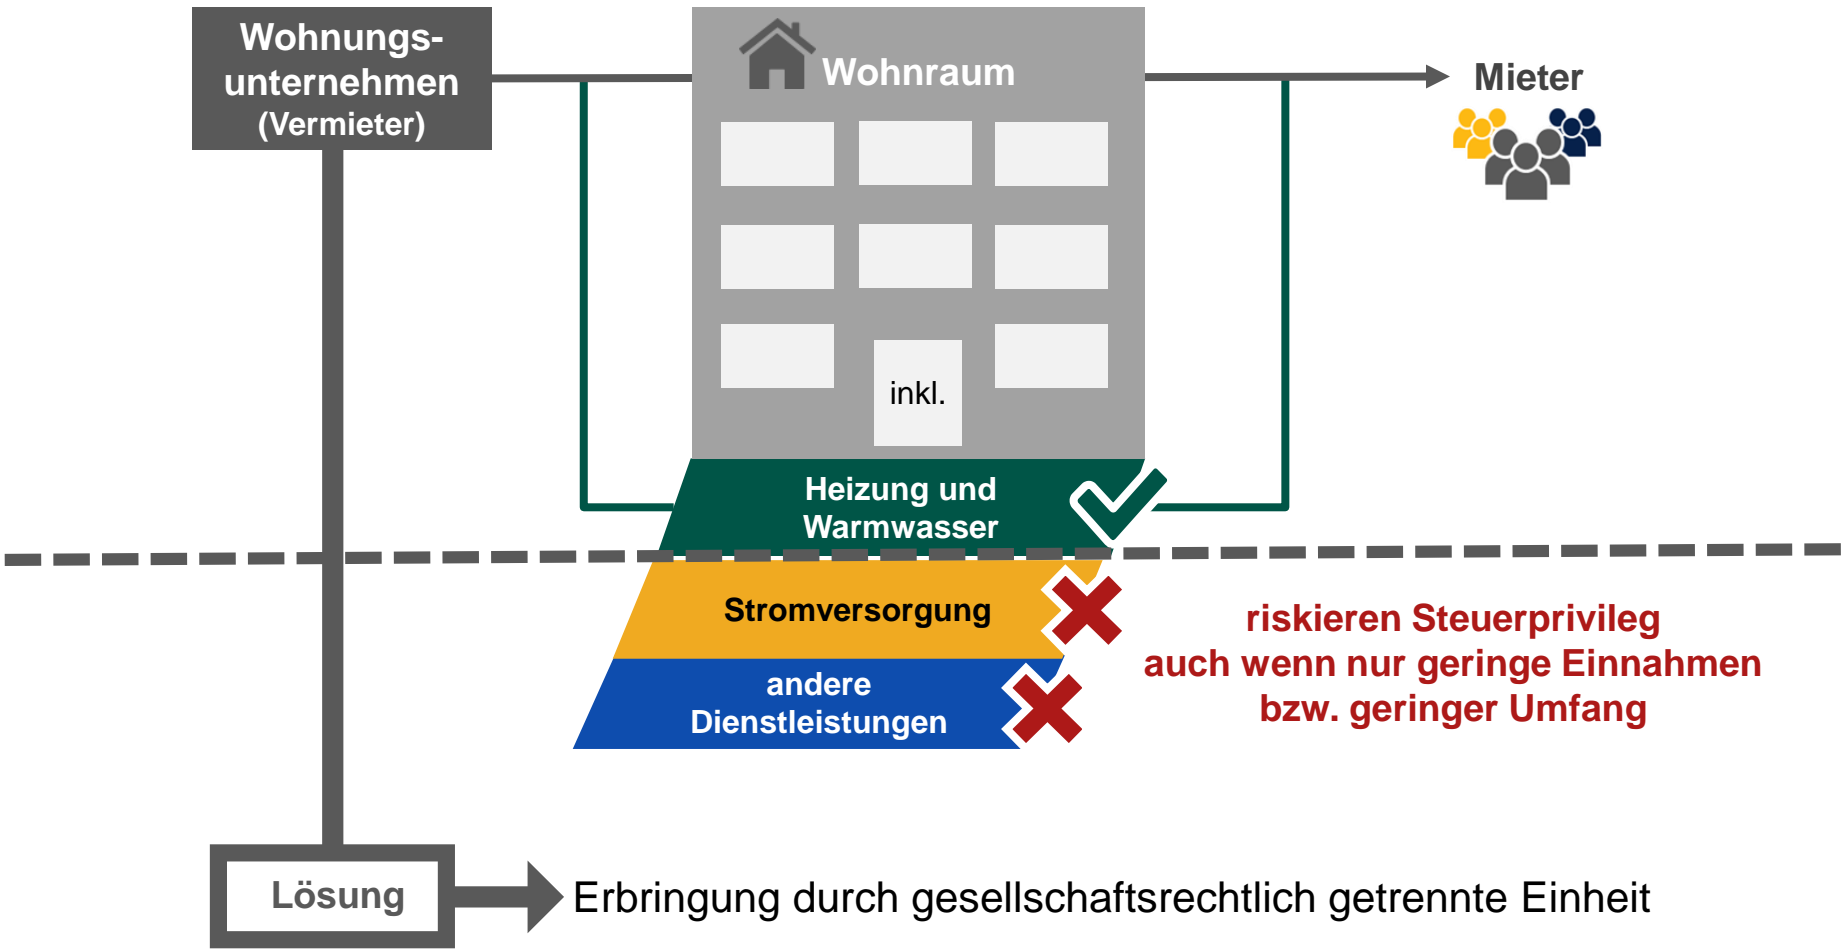 Wohnungs-
unternehmen
(Vermieter)
Wohnraum
Mieter
inkl.
Heizung und
Warmwasser
Stromversorgung
andere
Dienstleistungen
riskieren Steuerprivileg
auch wenn nur geringe Einnahmen
bzw. geringer Umfang
Lösung
Erbringung durch gesellschaftsrechtlich getrennte Einheit